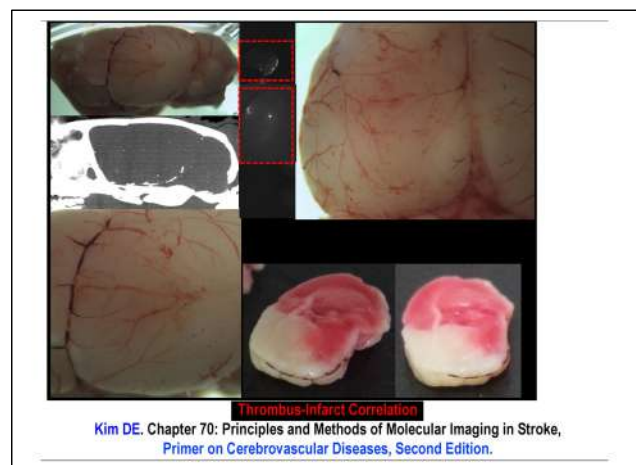 Thrombus-Infarct Correlation
Kim DE. Chapter 70: Principles and Methods of Molecular Imaging in Stroke,
Primer on Cerebrovascular Diseases, Second Edition.